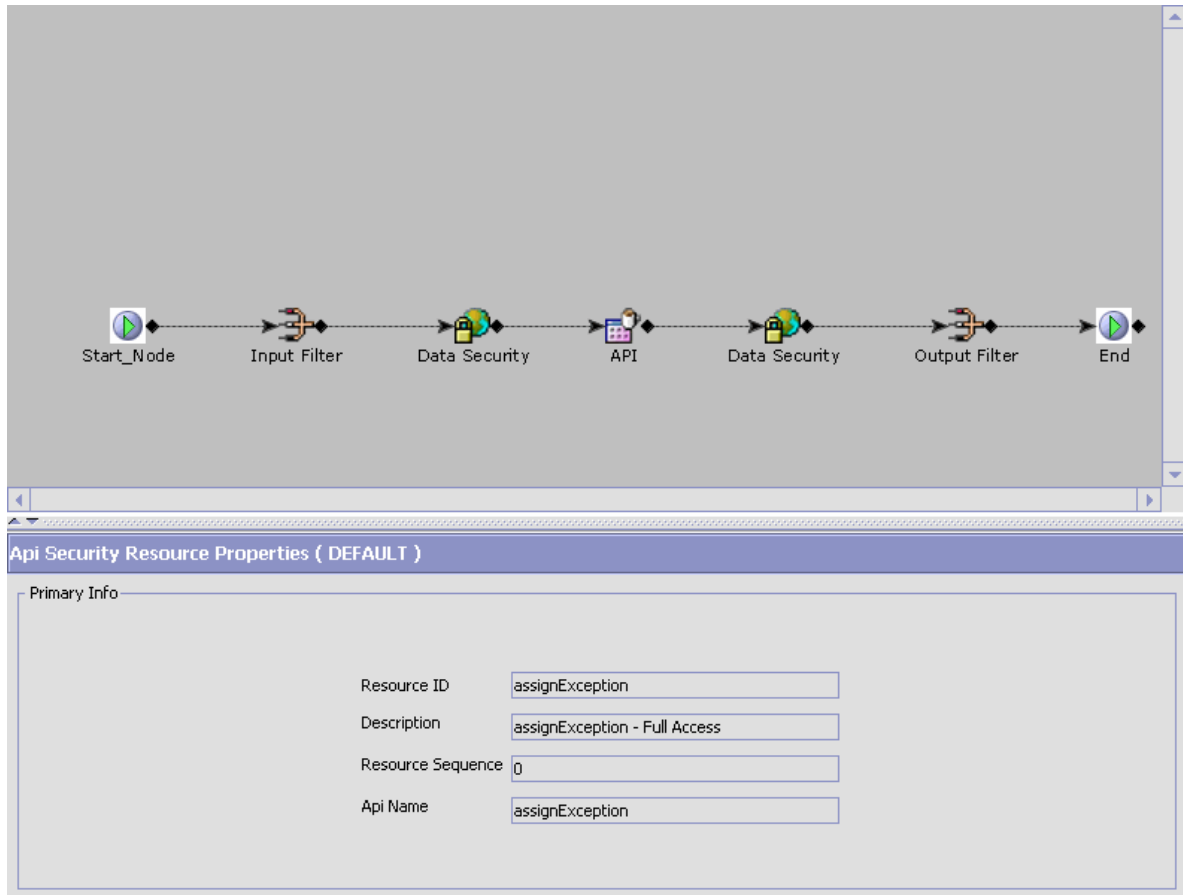 Start_Node
Input Filter
Data Security
API
Data Security
Output Filter
End
Api Security Resource Properties ( DEFAULT )
Primary Info
Resource ID assignException
Description assignException - Full Access
Resource Sequence 0
Api Name assignException